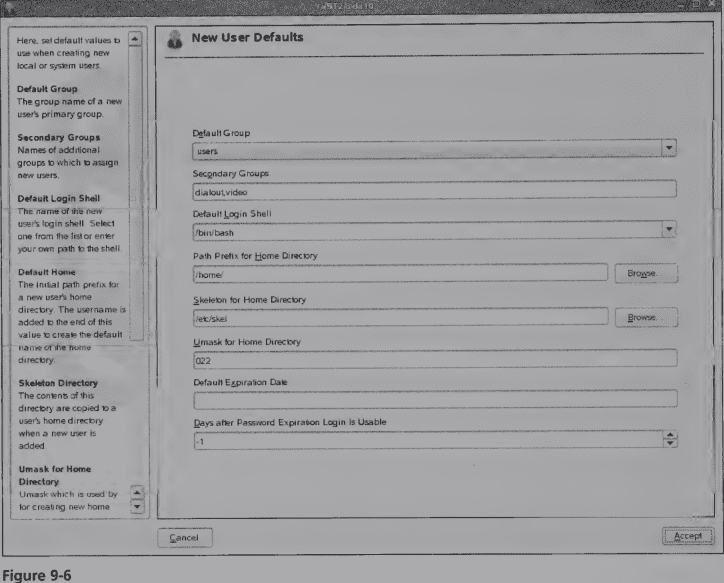 Here, set default values to
use when creating new
local or system users.
Default Group
The group name of a new
user's primary group.
Secondary Groups
Names of additional
groups to which to assign
new users.
Default Login Shell
The name of the new
user's login shell. Select
one from the list or enter
your own path to the shell.
Default Home
The initial path prefix for
a new user's home
directory. The username is
added to the end of this
value to create the default
name of the home
directory.
Skeleton Directory
The contents of this
directory are copied to a
user's home directory
when a new user is
added.
Umask for Home
Directory
Umask which is used by
for creating new home
New User Defaults
Default Group
users
Secondary Groups
dialout,video
Default Login Shell
/bin/bash
Path Prefix for Home Directory
/home/
Browse...
Skeleton for Home Directory
/etc/skel
Browse...
Umask for Home Directory
022
Default Expiration Date
Days after Password Expiration Login Is Usable
-1
Cancel
Accept
Figure 9-6